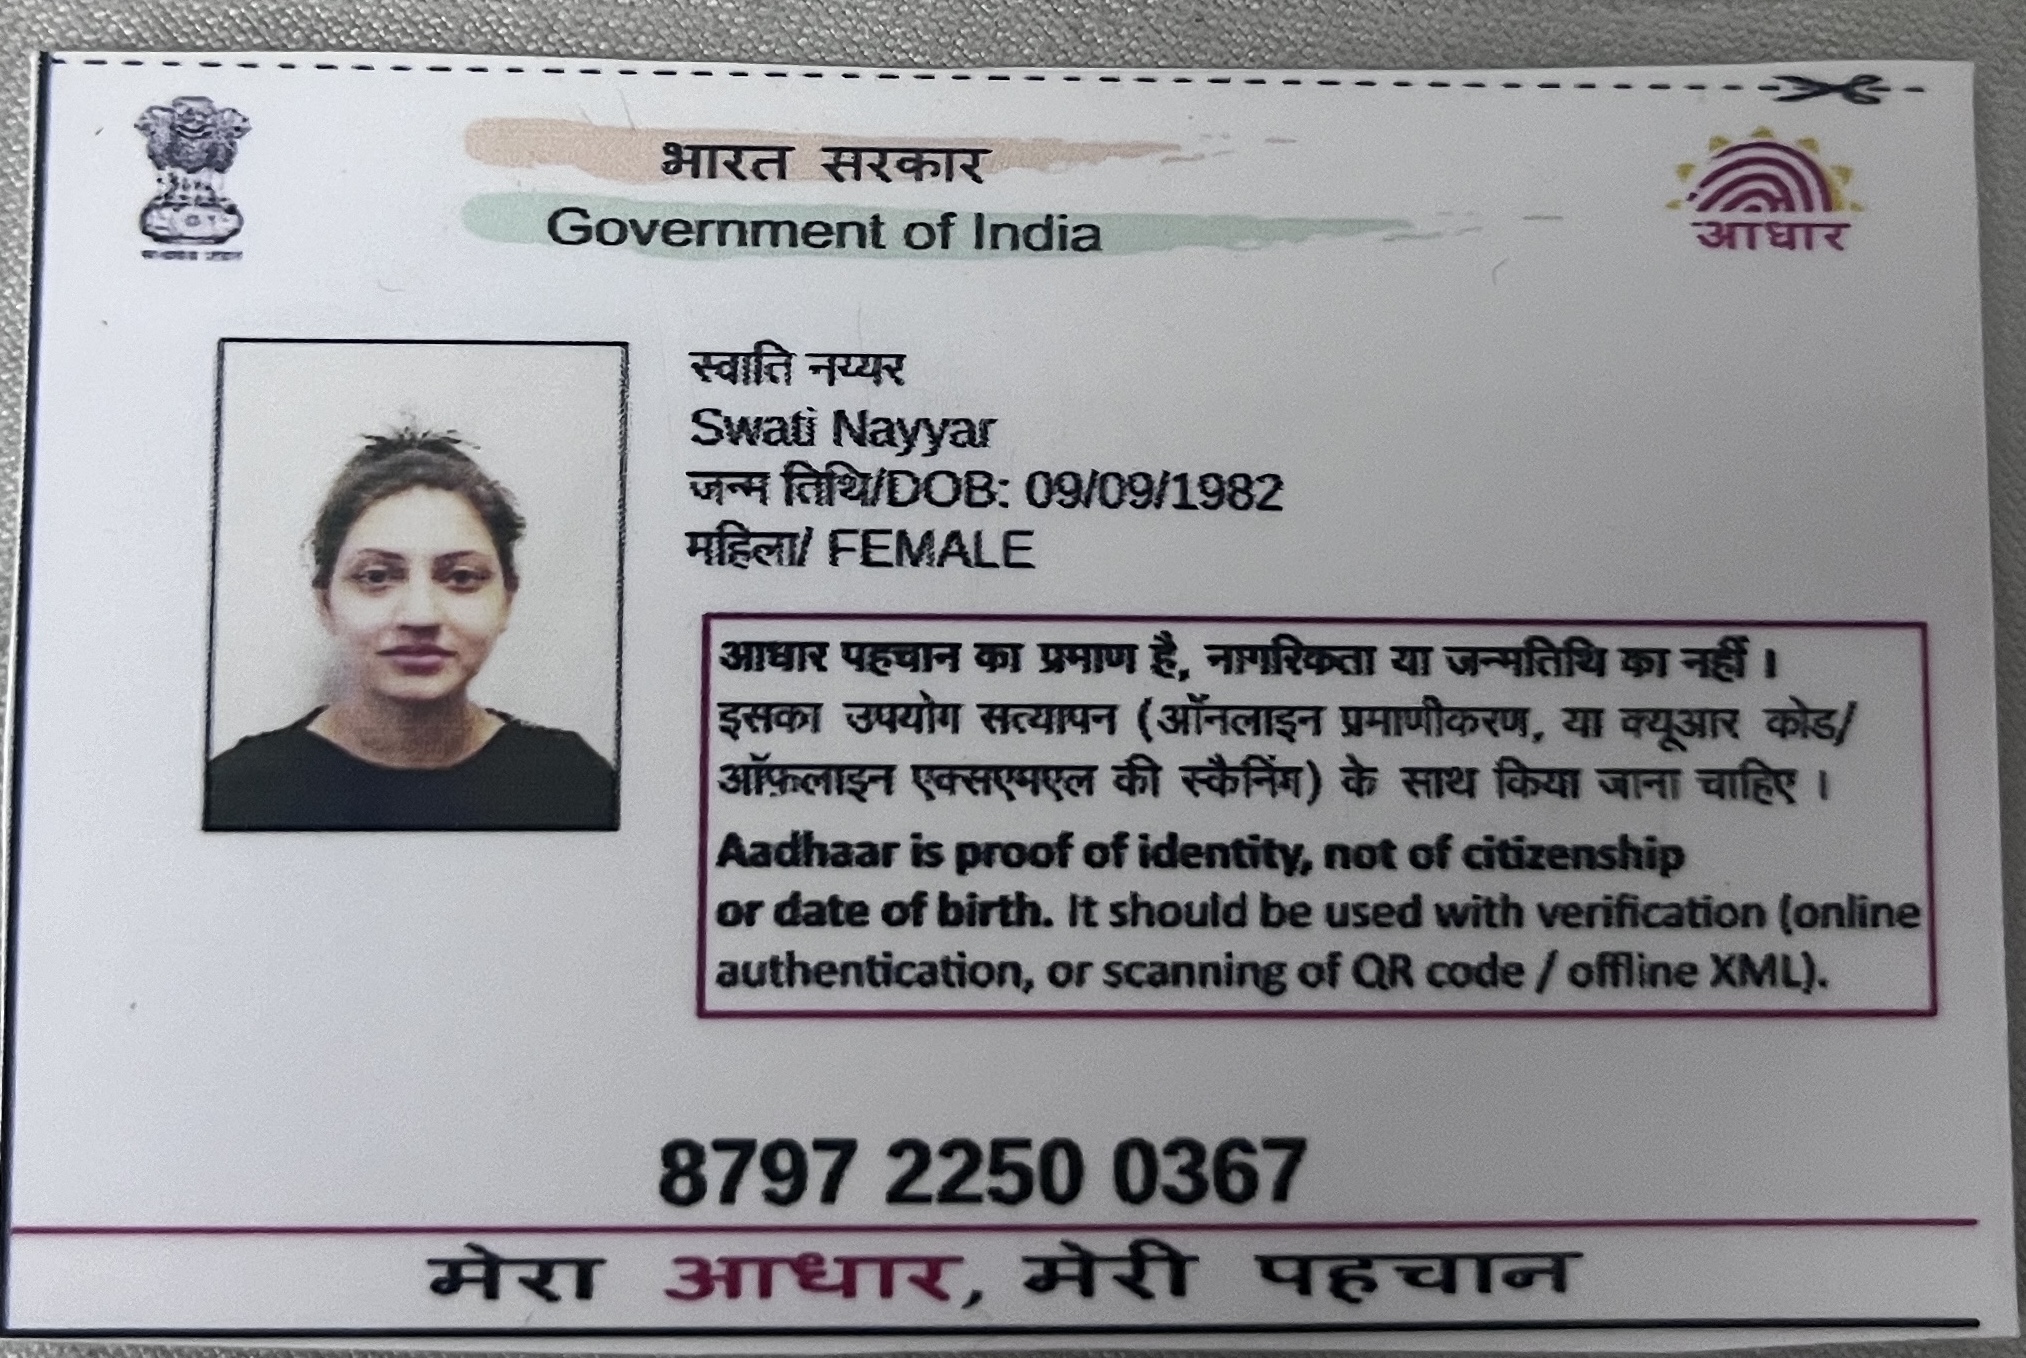 भारत सरकार
Government of India
आधार
स्वाति नय्यर
Swati Nayyar
जन्म तिथि/DOB: 09/09/1982
महिला/ FEMALE
आधार पहचान का प्रमाण है, नागरिकता या जन्मतिथि का नहीं ।
इसका उपयोग सत्यापन (ऑनलाइन प्रमाणीकरण, या क्यूआर कोड/
ऑफ़लाइन एक्सएमएल की स्कैनिंग) के साथ किया जाना चाहिए ।
Aadhaar is proof of identity, not of citizenship
or date of birth. It should be used with verification (online
authentication, or scanning of QR code / offline XML).
8797 2250 0367
मेरा आधार, मेरी पहचान